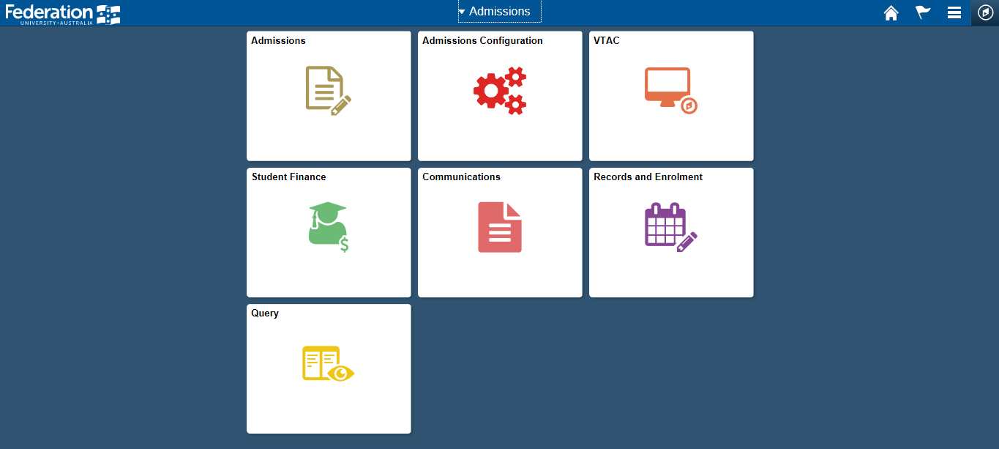 Federation
UNIVERSITY • AUSTRALIA
Admissions
Admissions
Admissions Configuration
VTAC
Student Finance
$
Communications
Records and Enrolment
Query